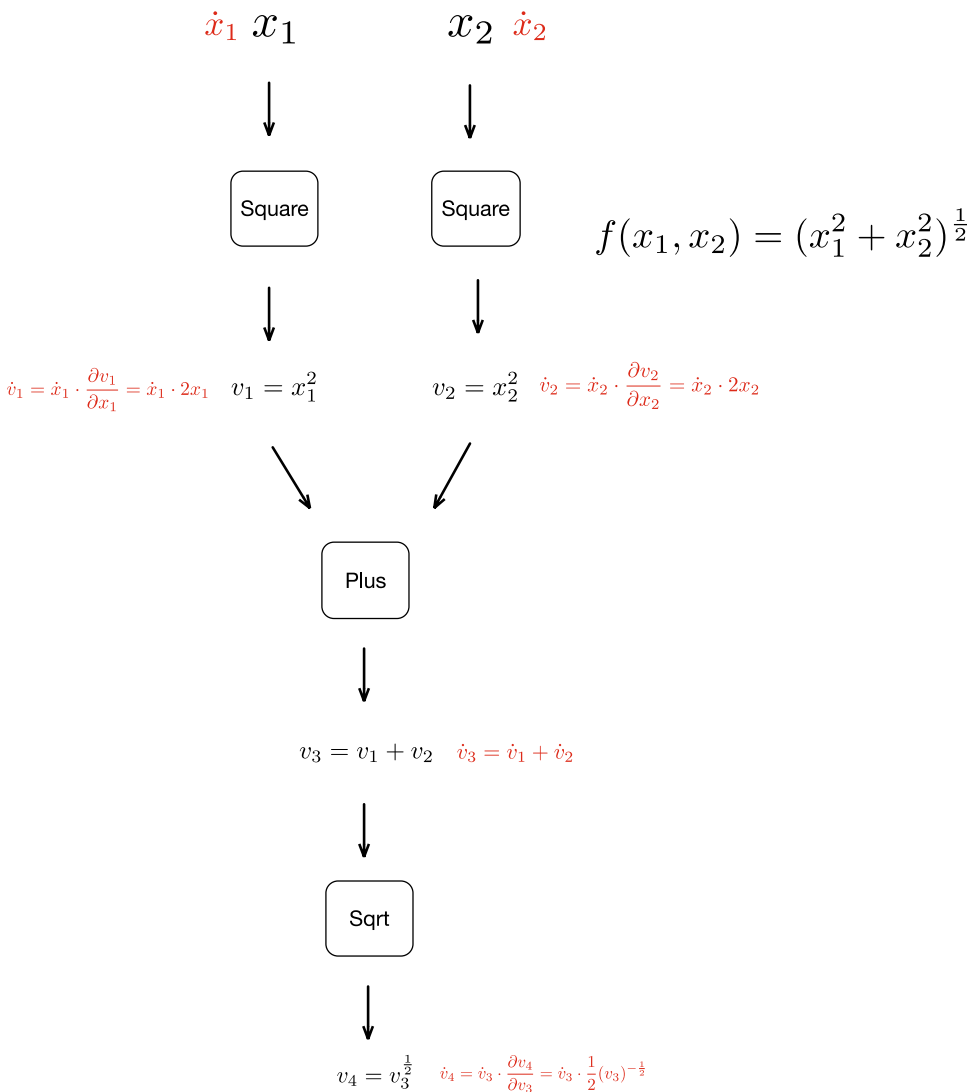 ẋ₁ x₁ x₂ ẋ₂
Square Square
f(x₁, x₂) = (x₁² + x₂²)^{1/2}
v̇₁ = ẋ₁ · ∂v₁/∂x₁ = ẋ₁ · 2x₁ v₁ = x₁² v₂ = x₂² v̇₂ = ẋ₂ · ∂v₂/∂x₂ = ẋ₂ · 2x₂
Plus
v₃ = v₁ + v₂ v̇₃ = v̇₁ + v̇₂
Sqrt
v₄ = v₃^{1/2} v̇₄ = v̇₃ · ∂v₄/∂v₃ = v̇₃ · 1/2 (v₃)^{-1/2}